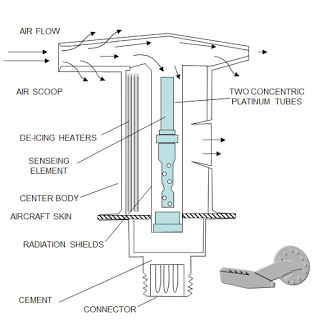 AIR FLOW
AIR SCOOP
TWO CONCENTRIC
PLATINUM TUBES
DE-ICING HEATERS
SENSEING
ELEMENT
CENTER BODY
AIRCRAFT SKIN
RADIATION SHIELDS
CEMENT
CONNECTOR